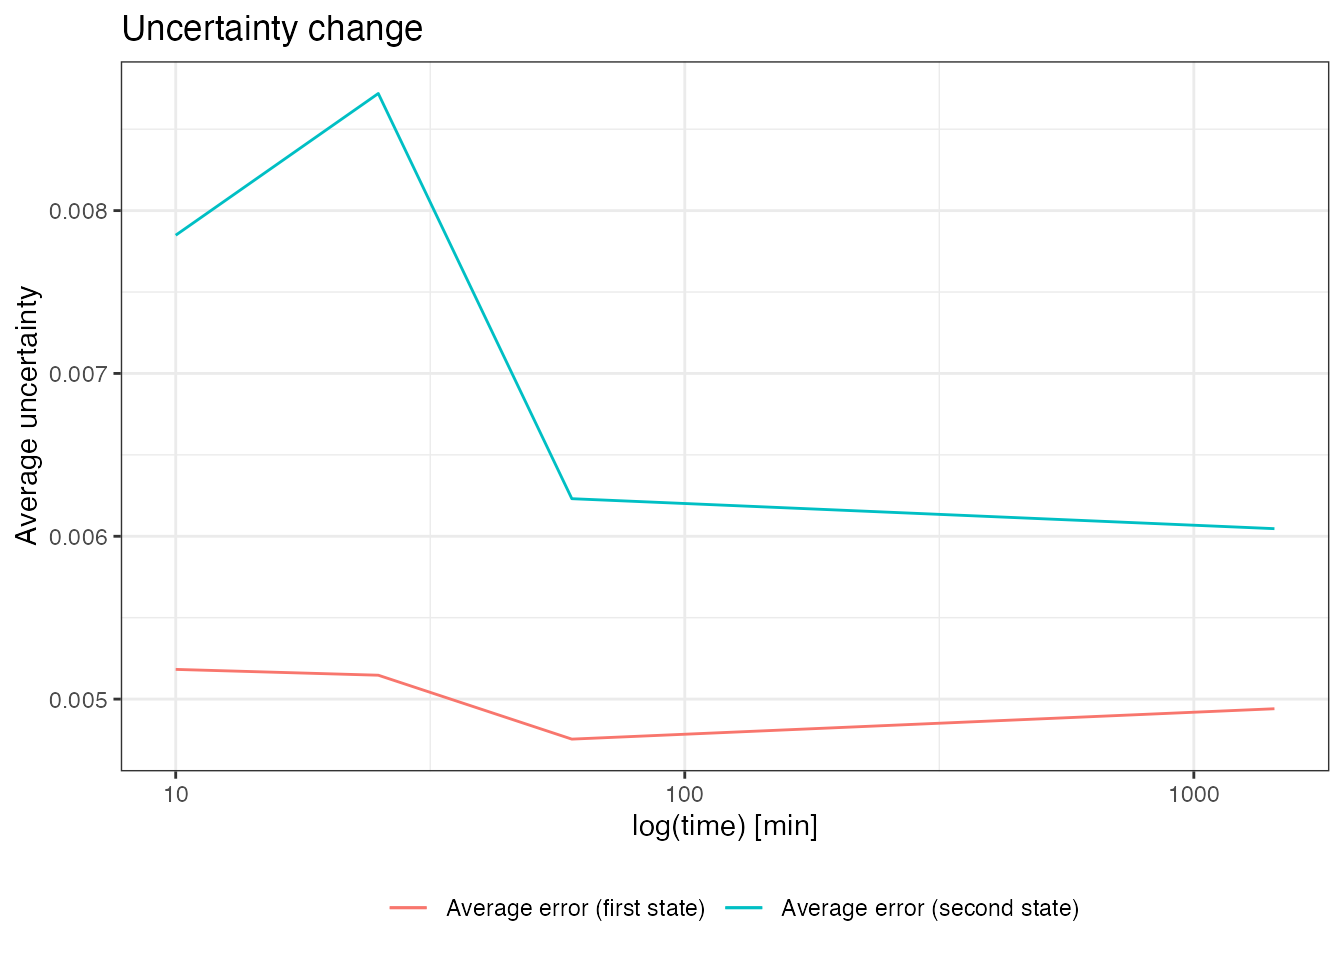 Uncertainty change
Average uncertainty
0.008
0.007
0.006
0.005
10 100 1000
log(time) [min]
Average error (first state) Average error (second state)